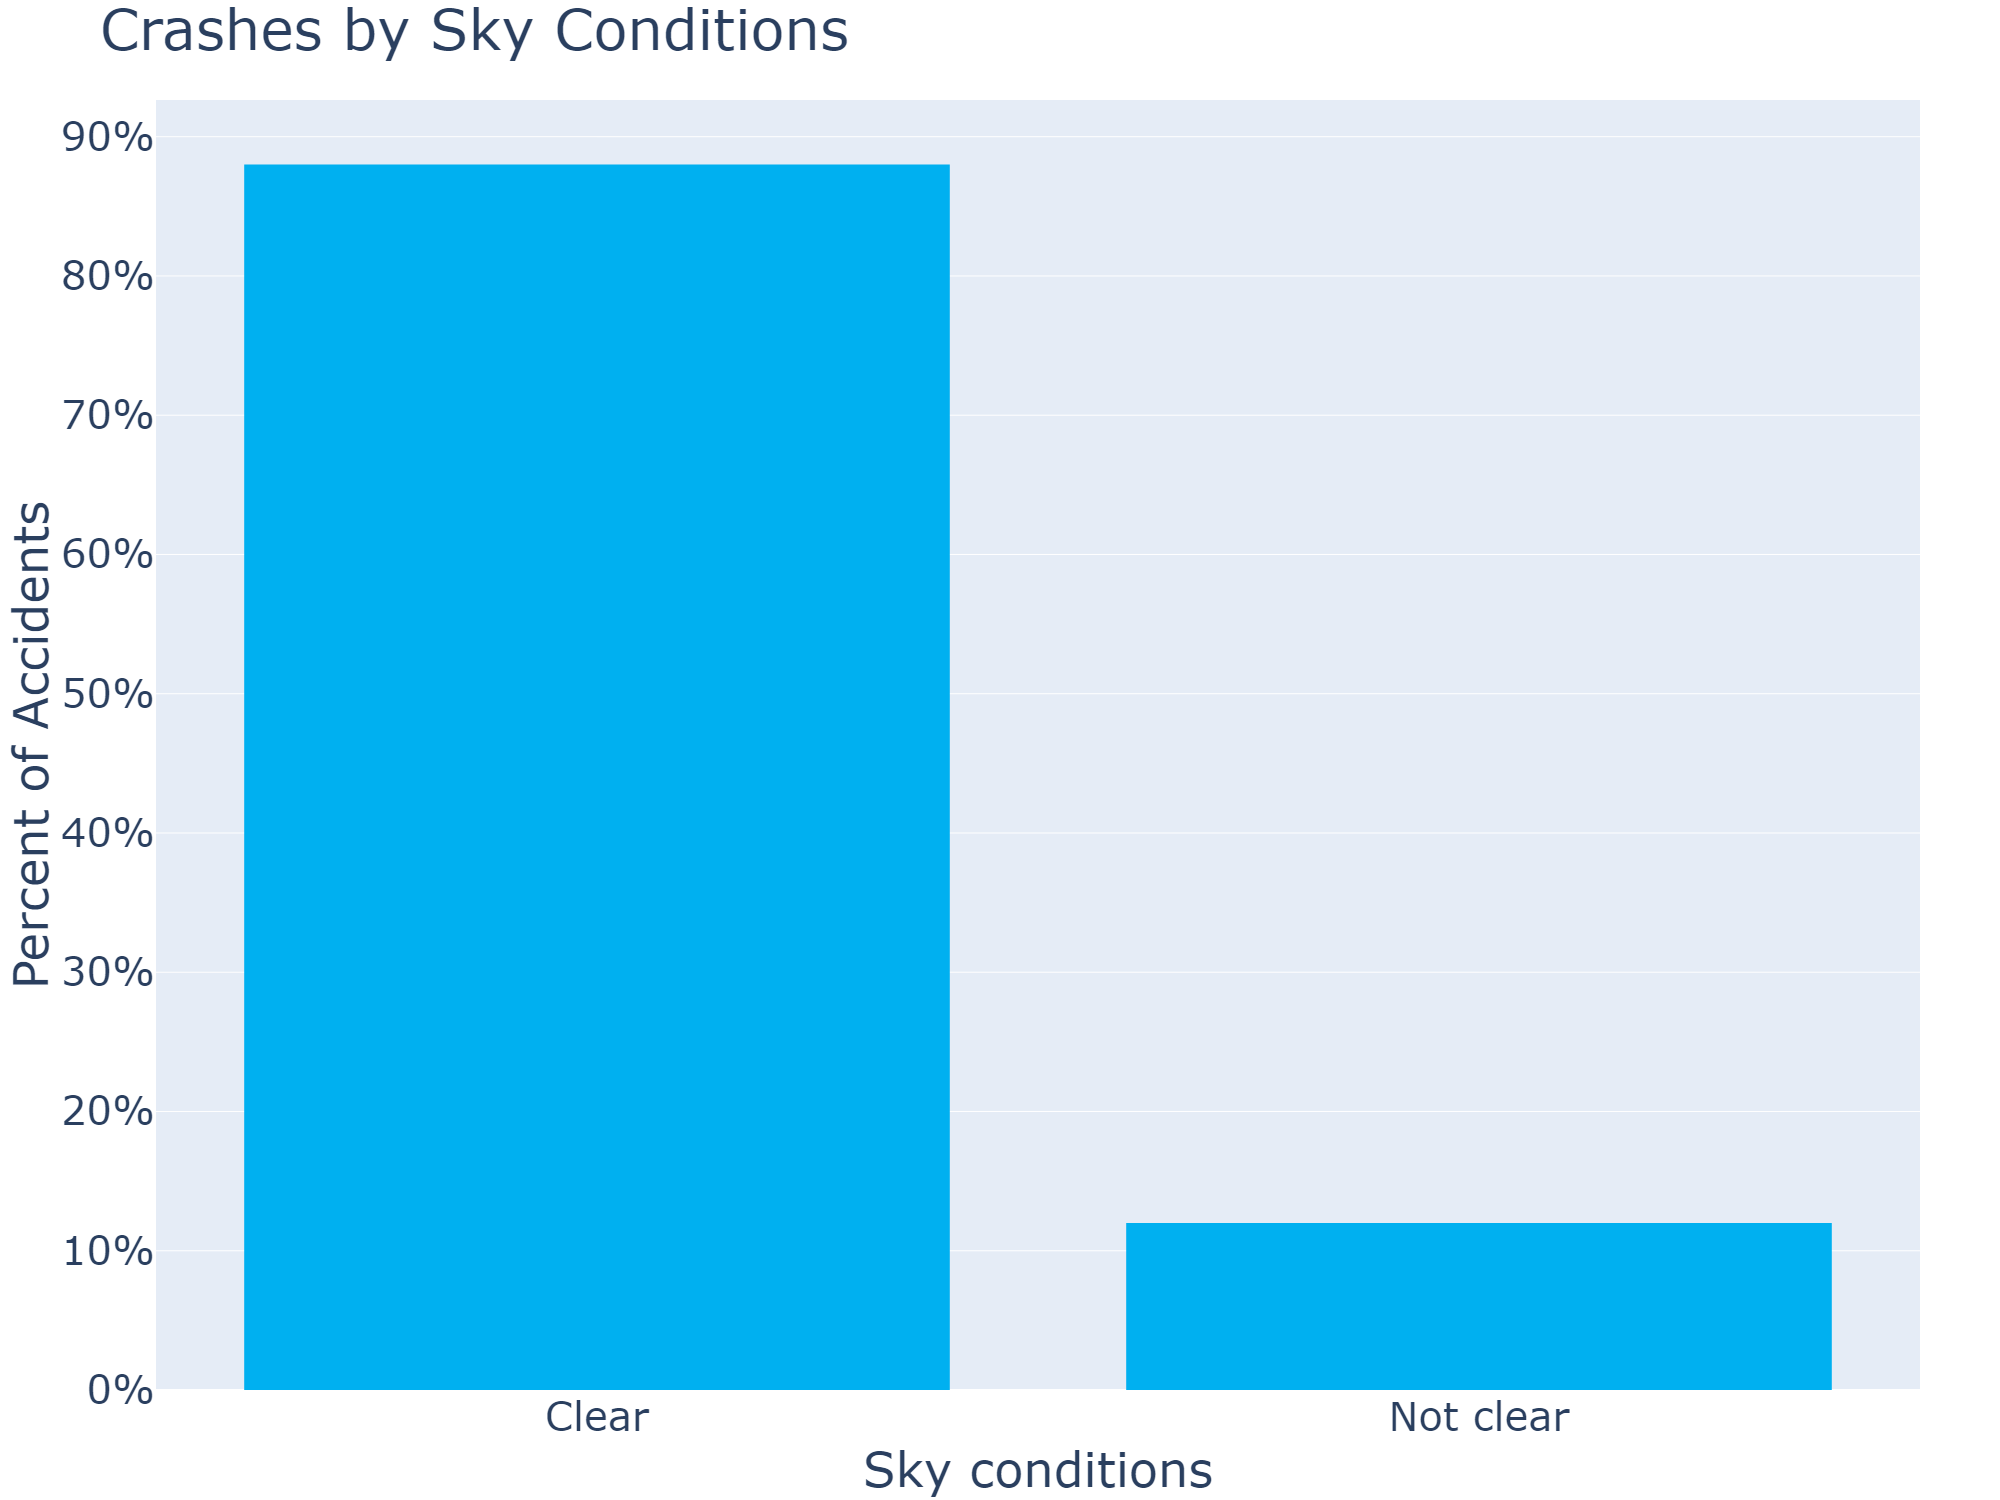 Crashes by Sky Conditions
90%
80%
70%
60%
50%
40%
30%
20%
10%
0%
Percent of Accidents
Clear
Not clear
Sky conditions